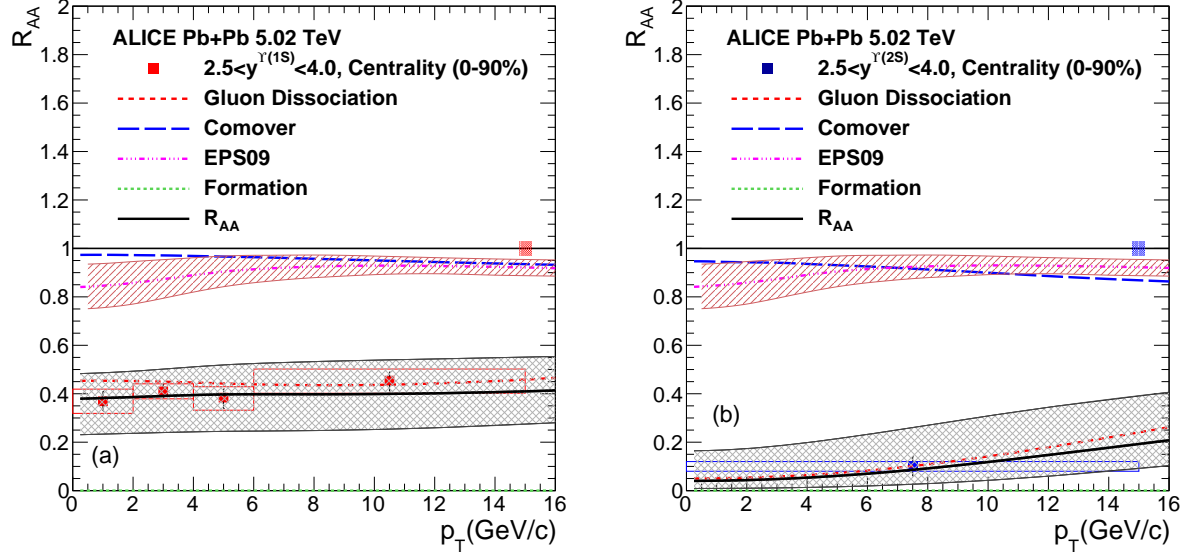 ALICE Pb+Pb 5.02 TeV
2.5<y^Υ(1S)<4.0, Centrality (0-90%)
Gluon Dissociation
Comover
EPS09
Formation
R_AA
R_AA
2
1.8
1.6
1.4
1.2
1
0.8
0.6
0.4
0.2
0
(a)
0 2 4 6 8 10 12 14 16
p_T(GeV/c)
ALICE Pb+Pb 5.02 TeV
2.5<y^Υ(2S)<4.0, Centrality (0-90%)
Gluon Dissociation
Comover
EPS09
Formation
R_AA
R_AA
2
1.8
1.6
1.4
1.2
1
0.8
0.6
0.4
0.2
0
(b)
0 2 4 6 8 10 12 14 16
p_T(GeV/c)